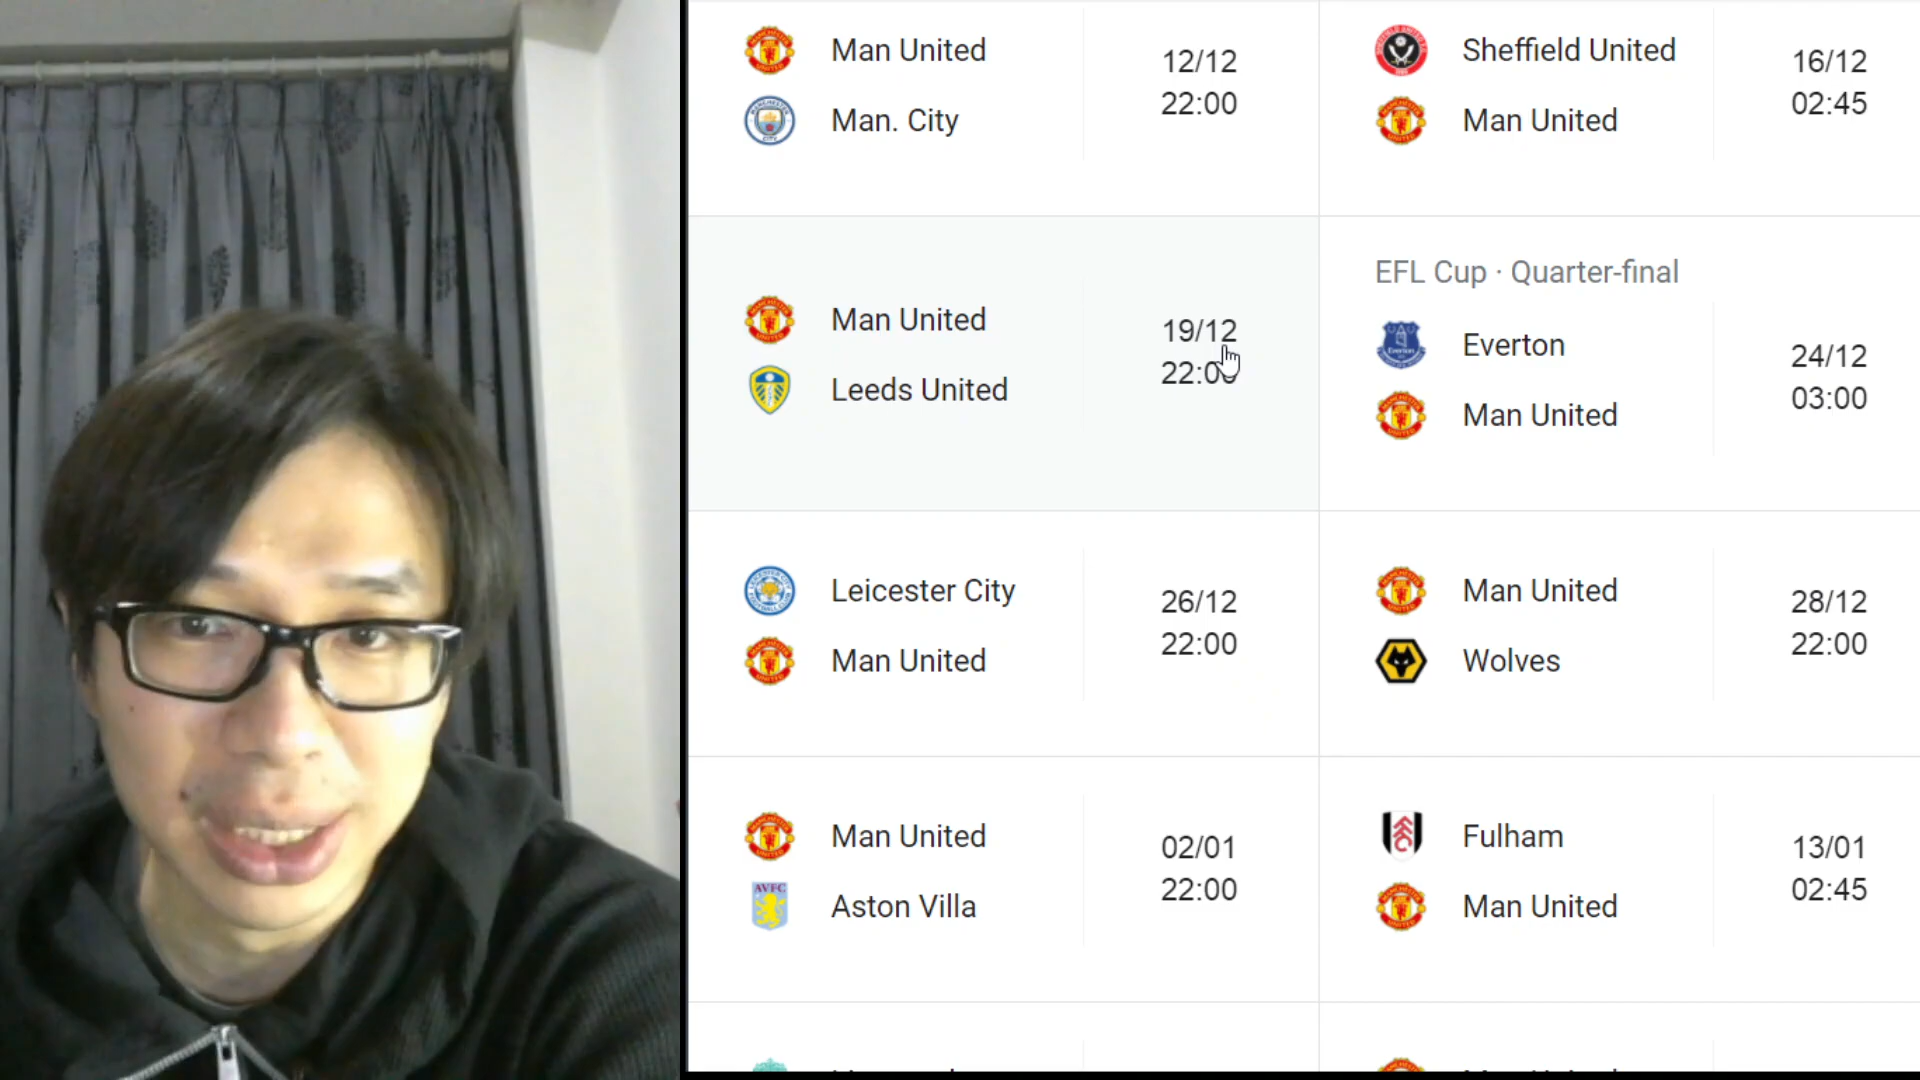 Man United
Man. City
12/12
22:00
Sheffield United
Man United
16/12
02:45
Man United
Leeds United
19/12
22:00
EFL Cup · Quarter-final
Everton
Man United
24/12
03:00
Leicester City
Man United
26/12
22:00
Man United
Wolves
28/12
22:00
Man United
AVFC
Aston Villa
02/01
22:00
Fulham
Man United
13/01
02:45